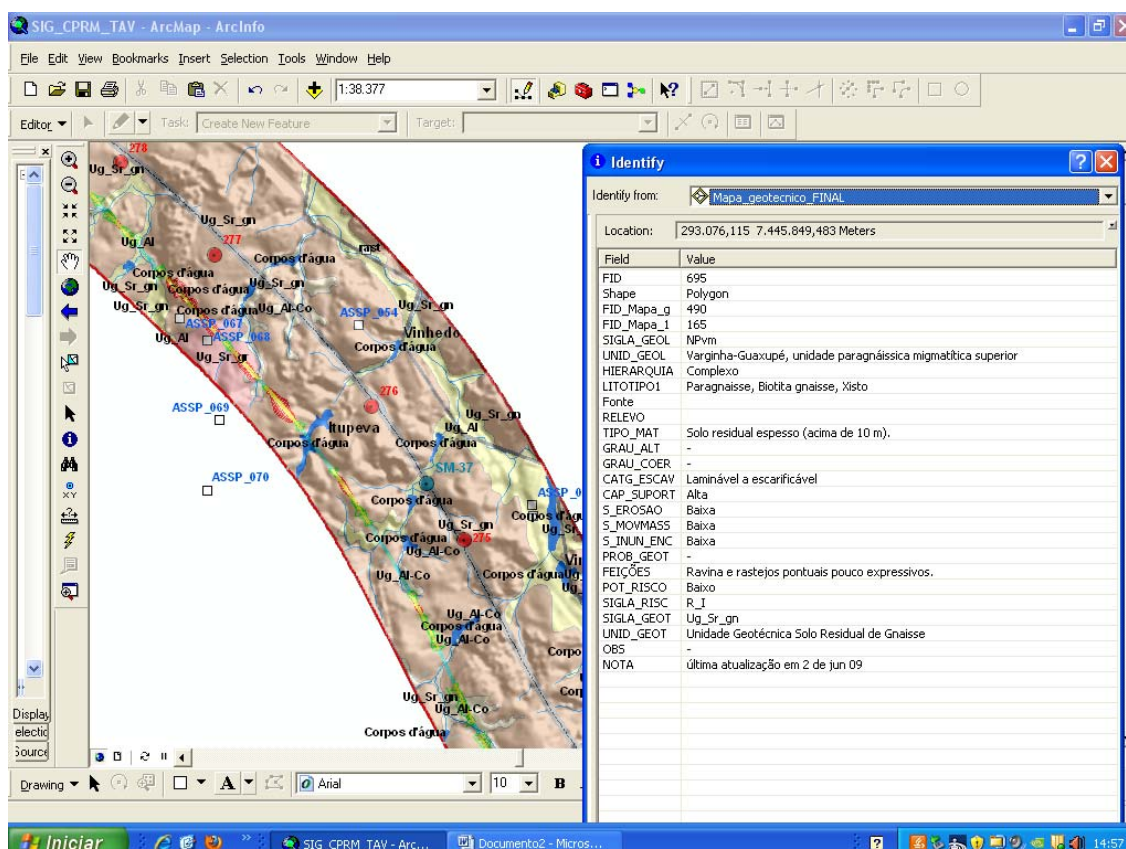 SIG_CPRM_TAV - ArcMap - ArcInfo
File Edit View Bookmarks Insert Selection Tools Window Help
1:38.377
Editor Task: Create New Feature Target:
278
Ug_Sr_gn
Ug_Sr_gn
277
Ug_Al
rast
Corpos d'água
Corpos d'água
Ug_Sr_gn
Corpos d'água
Ug_Sr_gn
Ug_Sr_gn
Corpos d'água
Ug_Al-Co
ASSP_054
Ug_Sr_gn
ASSP_067
Ug_Al
ASSP_068
Vinhedo
Corpos d'água
Ug_Sr_gr
276
ASSP_069
Ug_Sr_gn
Itupeva
Ug_Al
Corpos d'água
Corpos d'água
SM-37
ASSP_070
Corpos d'água
Ug_Sr_gn
Corpos d'água
275
Ug_Al-Co
Ug_Al-Co
Corpos d'água
Ug_Al-Co
Corpos d'água
Ug_Al-Co
Ug_Sr_gn
Ug_Al-Co
Corpos d'água
Display
Source
Drawing A Arial 10 B
Identify
Identify from: Mapa_geotecnico_FINAL
Location: 293.076,115 7.445.849,483 Meters
Field Value
FID 695
Shape Polygon
FID_Mapa_g 490
FID_Mapa_1 165
SIGLA_GEOL NPvm
UNID_GEOL Varginha-Guaxupé, unidade paragnáissica migmatítica superior
HIERARQUIA Complexo
LITOTIPO1 Paragnaisse, Biotita gnaisse, Xisto
Fonte
RELEVO
TIPO_MAT Solo residual espesso (acima de 10 m).
GRAU_ALT -
GRAU_COER -
CATG_ESCAV Laminável a escarificável
CAP_SUPORT Alta
S_EROSAO Baixa
S_MOVMASS Baixa
S_INUN_ENC Baixa
PROB_GEOT -
FEIÇÕES Ravina e rastejos pontuais pouco expressivos.
POT_RISCO Baixo
SIGLA_RISC R_I
SIGLA_GEOT Ug_Sr_gn
UNID_GEOT Unidade Geotécnica Solo Residual de Gnaisse
OBS -
NOTA última atualização em 2 de jun 09
Iniciar SIG_CPRM_TAV - Arc... Documento2 - Micros... 14:57